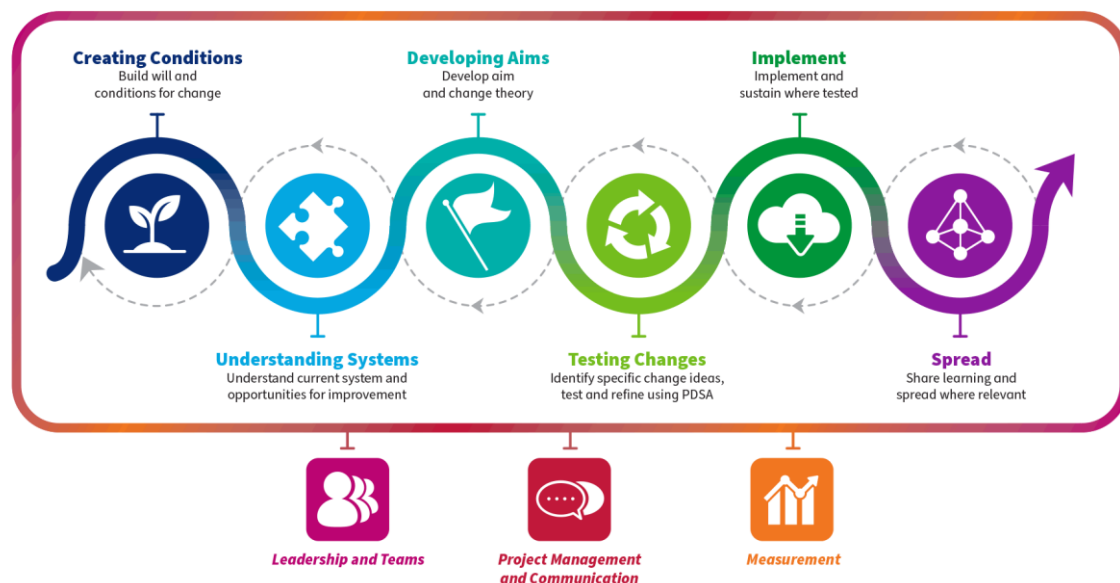 Creating Conditions
Build will and
conditions for change
Developing Aims
Develop aim
and change theory
Implement
Implement and
sustain where tested
Understanding Systems
Understand current system and
opportunities for improvement
Testing Changes
Identify specific change ideas,
test and refine using PDSA
Spread
Share learning and
spread where relevant
Leadership and Teams
Project Management
and Communication
Measurement